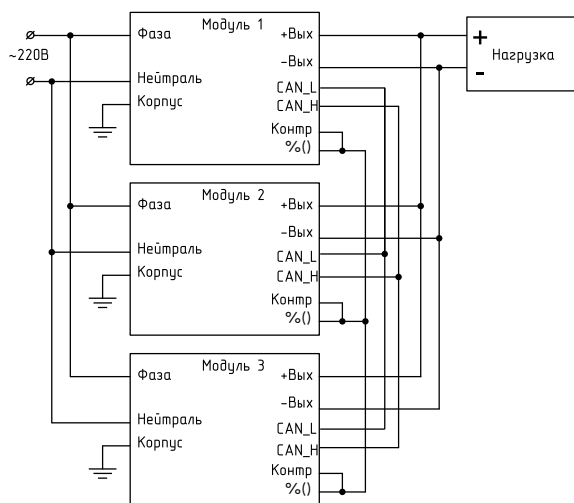 ~220В
Модуль 1
Фаза
Нейтраль
Корпус
+Вых
-Вых
CAN_L
CAN_H
Контр
%()
+
-
Нагрузка
Модуль 2
Фаза
Нейтраль
Корпус
+Вых
-Вых
CAN_L
CAN_H
Контр
%()
Модуль 3
Фаза
Нейтраль
Корпус
+Вых
-Вых
CAN_L
CAN_H
Контр
%()